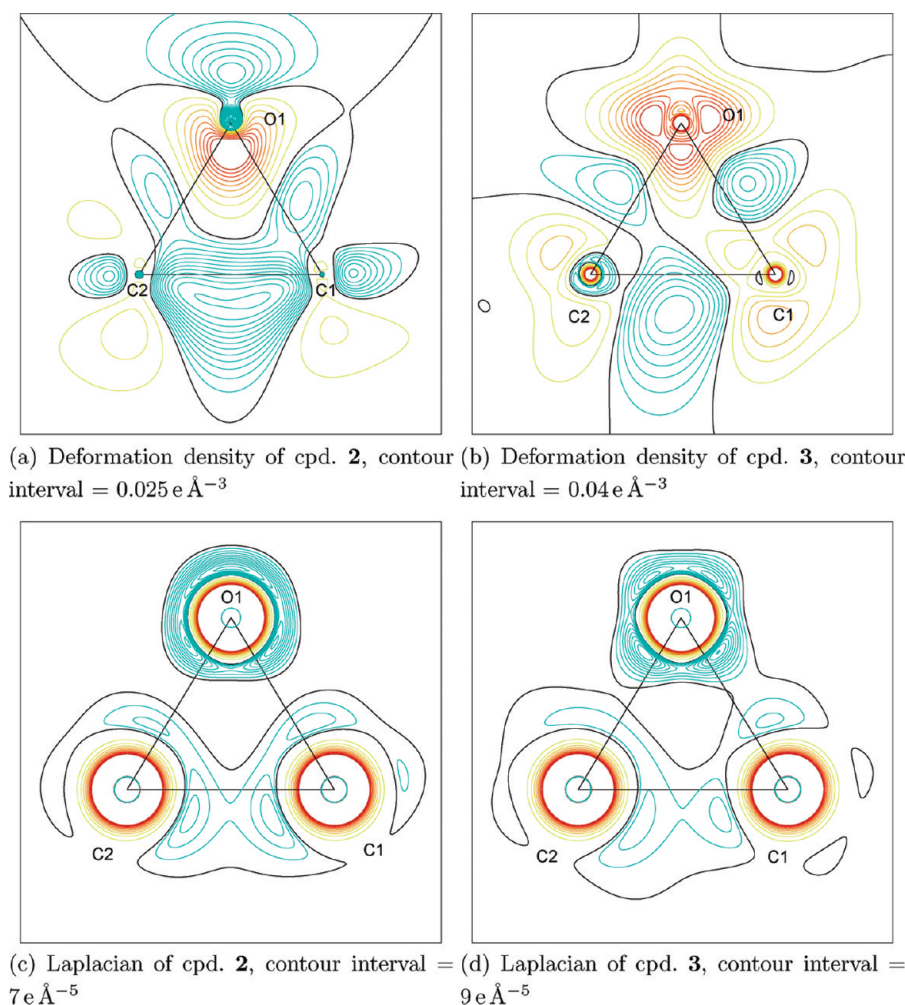 O1
C2
C1
O1
C2
C1
(a) Deformation density of cpd. 2, contour interval = 0.025 e Å⁻³
(b) Deformation density of cpd. 3, contour interval = 0.04 e Å⁻³
O1
C2
C1
O1
C2
C1
(c) Laplacian of cpd. 2, contour interval = 7 e Å⁻⁵
(d) Laplacian of cpd. 3, contour interval = 9 e Å⁻⁵